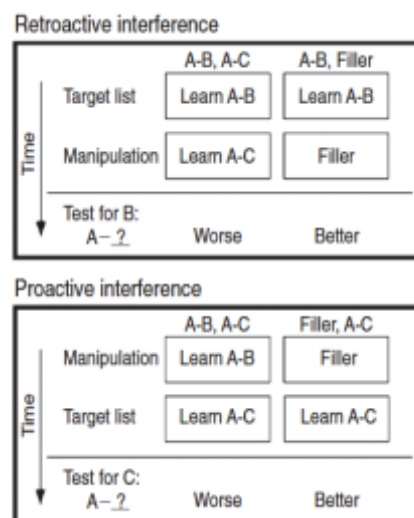 Retroactive interference
A-B, A-C A-B, Filler
Target list Learn A-B Learn A-B
Manipulation Learn A-C Filler
Time
Test for B:
A-? Worse Better
Proactive interference
A-B, A-C Filler, A-C
Manipulation Learn A-B Filler
Target list Learn A-C Learn A-C
Time
Test for C:
A-? Worse Better